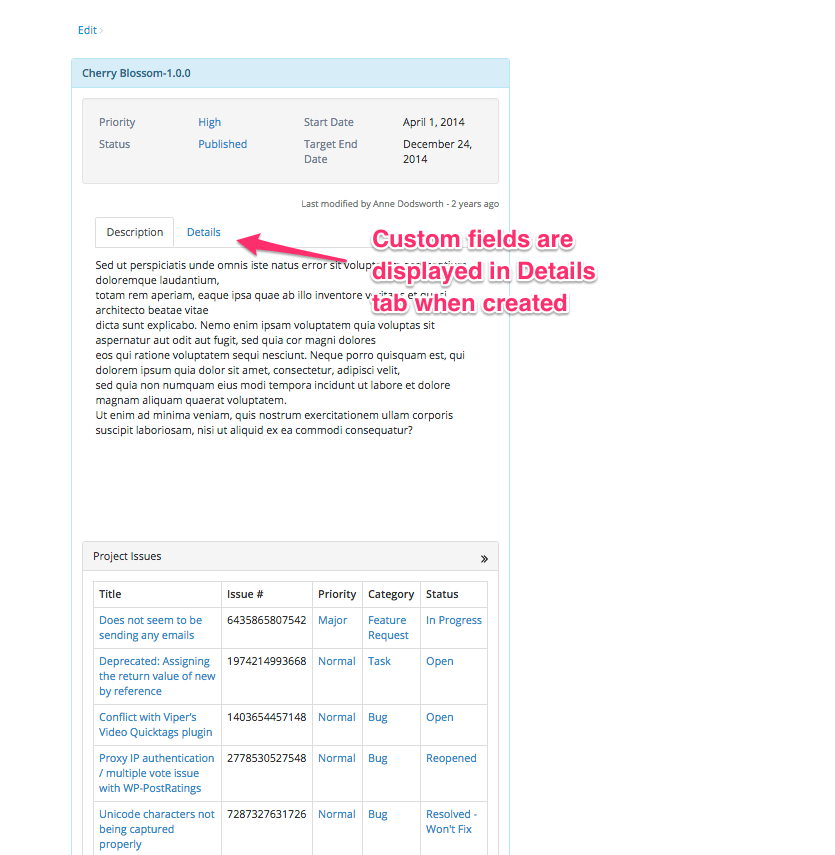 Edit ›
Cherry Blossom-1.0.0
Priority High Start Date April 1, 2014
Status Published Target End Date December 24, 2014
Last modified by Anne Dodsworth - 2 years ago
Description Details
Custom fields are
displayed in Details
tab when created
Sed ut perspiciatis unde omnis iste natus error sit
doloremque laudantium,
totam rem aperiam, eaque ipsa quae ab illo inventore
architecto beatae vitae
dicta sunt explicabo. Nemo enim ipsam voluptatem quia voluptas sit
aspernatur aut odit aut fugit, sed quia cor magni dolores
eos qui ratione voluptatem sequi nesciunt. Neque porro quisquam est, qui
dolorem ipsum quia dolor sit amet, consectetur, adipisci velit,
sed quia non numquam eius modi tempora incidunt ut labore et dolore
magnam aliquam quaerat voluptatem.
Ut enim ad minima veniam, quis nostrum exercitationem ullam corporis
suscipit laboriosam, nisi ut aliquid ex ea commodi consequatur?
Project Issues »
Title Issue # Priority Category Status
Does not seem to be sending any emails 6435865807542 Major Feature Request In Progress
Deprecated: Assigning the return value of new by reference 1974214993668 Normal Task Open
Conflict with Viper's Video Quicktags plugin 1403654457148 Normal Bug Open
Proxy IP authentication / multiple vote issue with WP-PostRatings 2778530527548 Normal Bug Reopened
Unicode characters not being captured properly 7287327631726 Normal Bug Resolved - Won't Fix